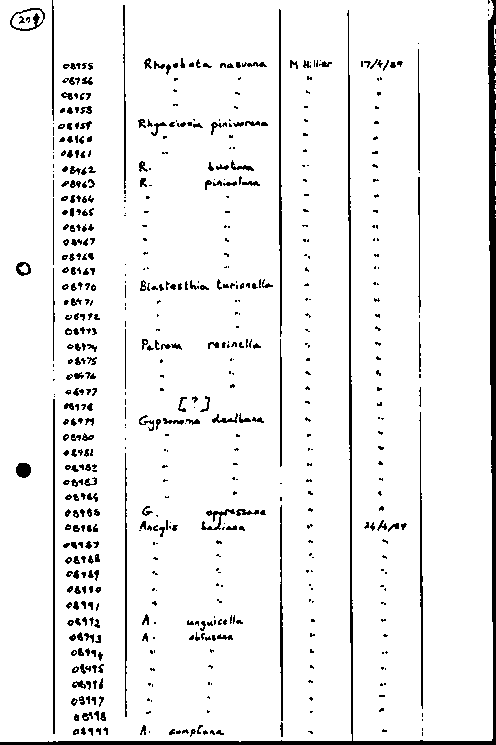 08955 Rhopobota naevana M Hillier 17/4/89
08956 " " " "
08957 " " " "
08958 " " " "
08959 Rhyacionia pinivorana " "
08960 " " " "
08961 " " " "
08962 R. buoliana " "
08963 R. pinicolana " "
08964 " " " "
08965 " " " "
08966 " " " "
08967 " " " "
08968 " " " "
08969 " " " "
08970 Blastesthia turionella " "
08971 " " " "
08972 " " " "
08973 " " " "
08974 Petrova resinella " "
08975 " " " "
08976 " " " "
08977 " " " "
08978 [?] " "
08979 Gypsonoma dealbana " "
08980 " " " "
08981 " " " "
08982 " " " "
08983 " " " "
08984 " " " "
08985 G. oppressana " "
08986 Ancylis badiana " 24/4/89
08987 " " " "
08988 " " " "
08989 " " " "
08990 " " " "
08991 " " " "
08992 A. unguicella " "
08993 A. obtusana " "
08994 " " " "
08995 " " " "
08996 " " " "
08997 " " " "
08998 " " " "
08999 A. comptana " "